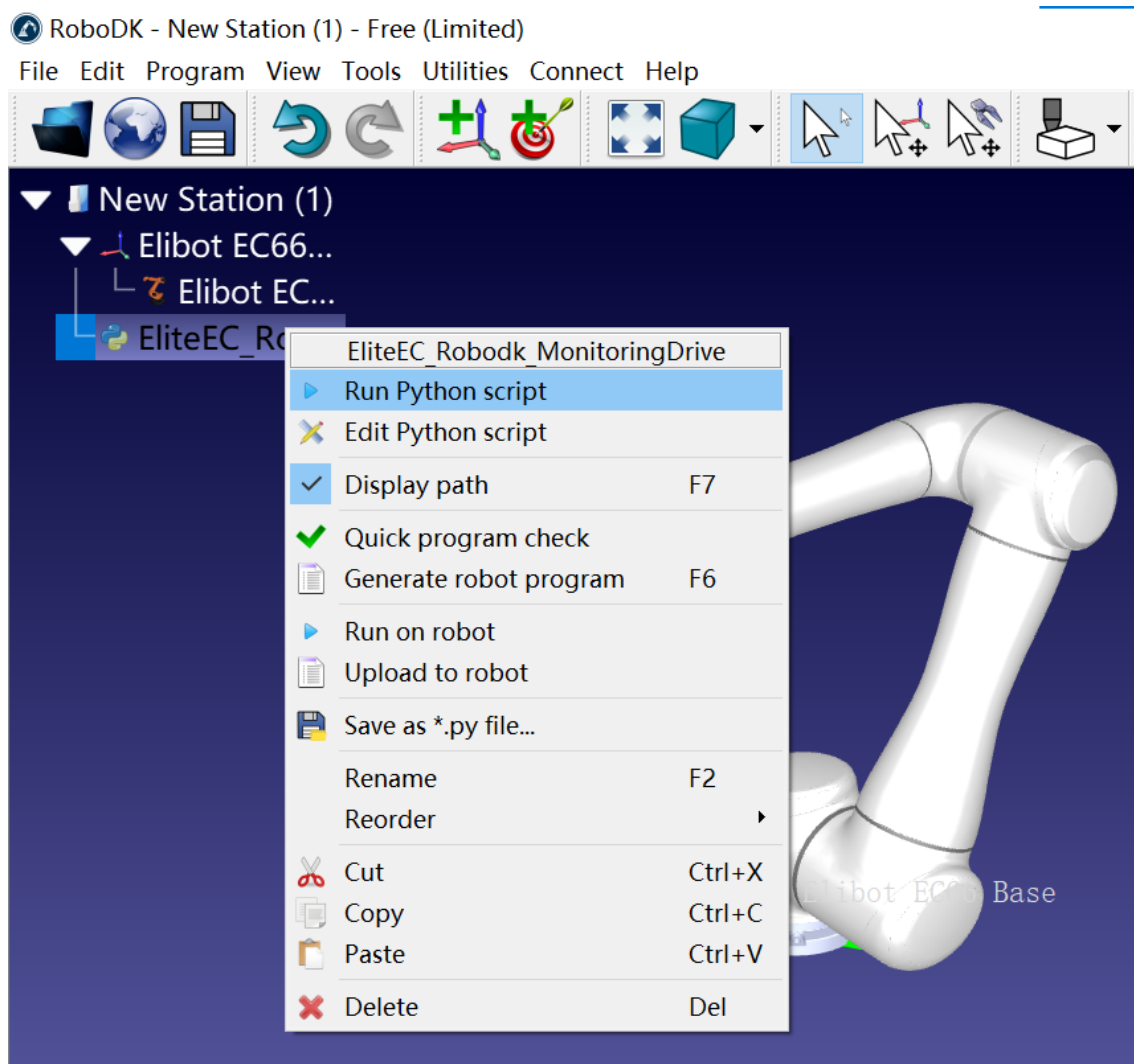 RoboDK - New Station (1) - Free (Limited)
File Edit Program View Tools Utilities Connect Help
New Station (1)
Elibot EC66...
Elibot EC...
EliteEC_Ro
EliteEC_Robodk_MonitoringDrive
Run Python script
Edit Python script
Display path F7
Quick program check
Generate robot program F6
Run on robot
Upload to robot
Save as *.py file...
Rename F2
Reorder
Cut Ctrl+X
Copy Ctrl+C
Paste Ctrl+V
Delete Del
Elibot EC66 Base